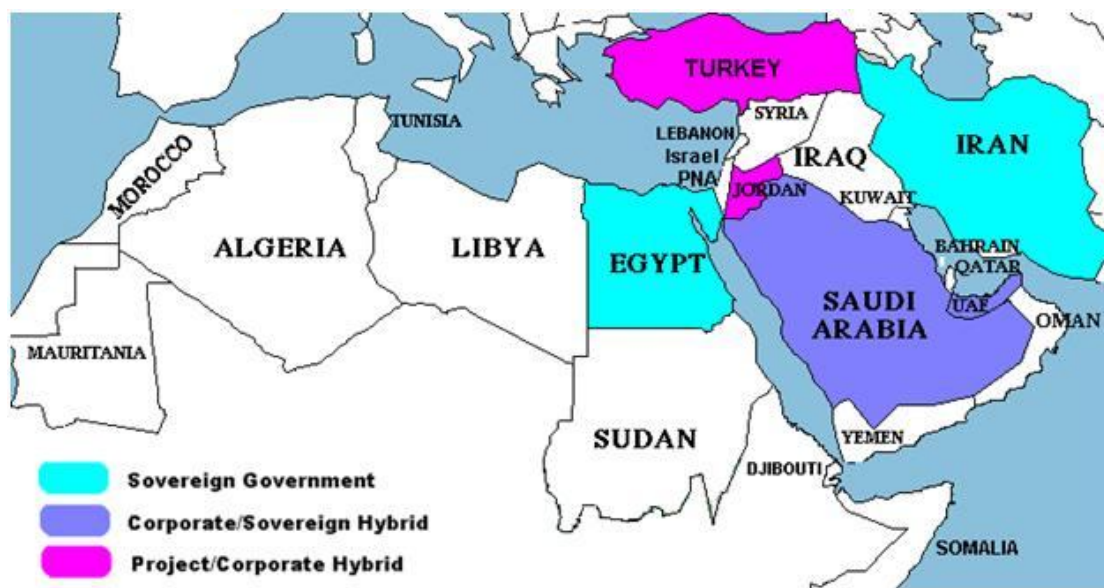 TURKEY
SYRIA
TUNISIA
LEBANON
Israel
PNA
IRAQ
IRAN
MOROCCO
JORDAN
KUWAIT
ALGERIA
LIBYA
EGYPT
BAHRAIN
QATAR
SAUDI
ARABIA
UAE
OMAN
MAURITANIA
SUDAN
YEMEN
DJIBOUTI
SOMALIA
Sovereign Government
Corporate/Sovereign Hybrid
Project/Corporate Hybrid